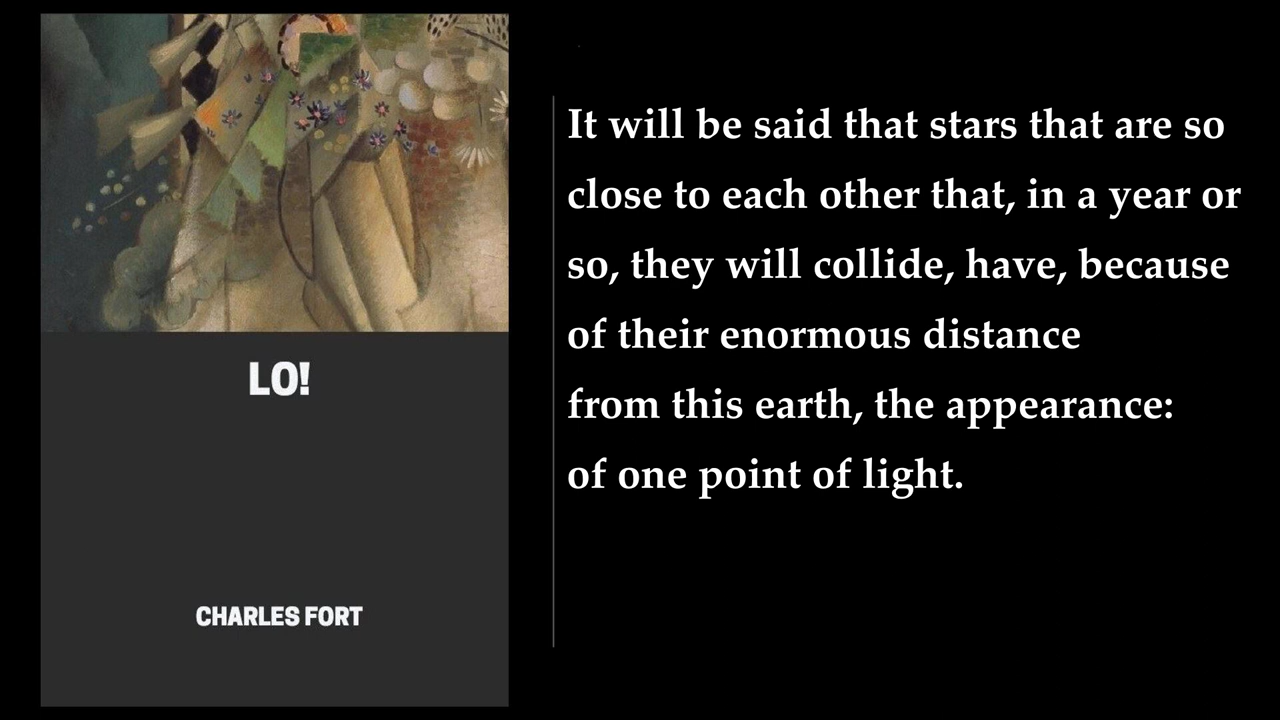 LO!
CHARLES FORT
It will be said that stars that are so
close to each other that, in a year or
so, they will collide, have, because
of their enormous distance
from this earth, the appearance:
of one point of light.